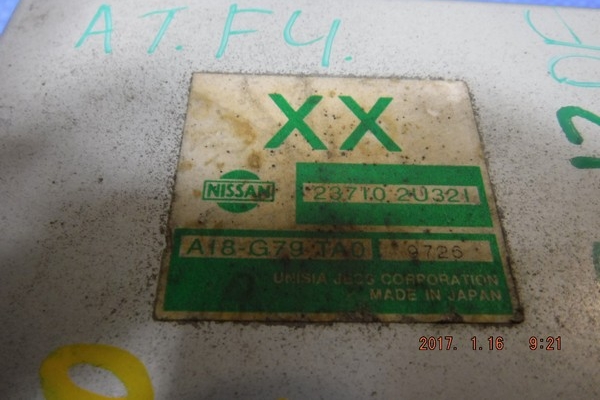 A T. F4.
XX
NISSAN
23710 2U321
A18-G79 TA0
9726
UNISIA JECS CORPORATION
MADE IN JAPAN
2017. 1.16 9:21